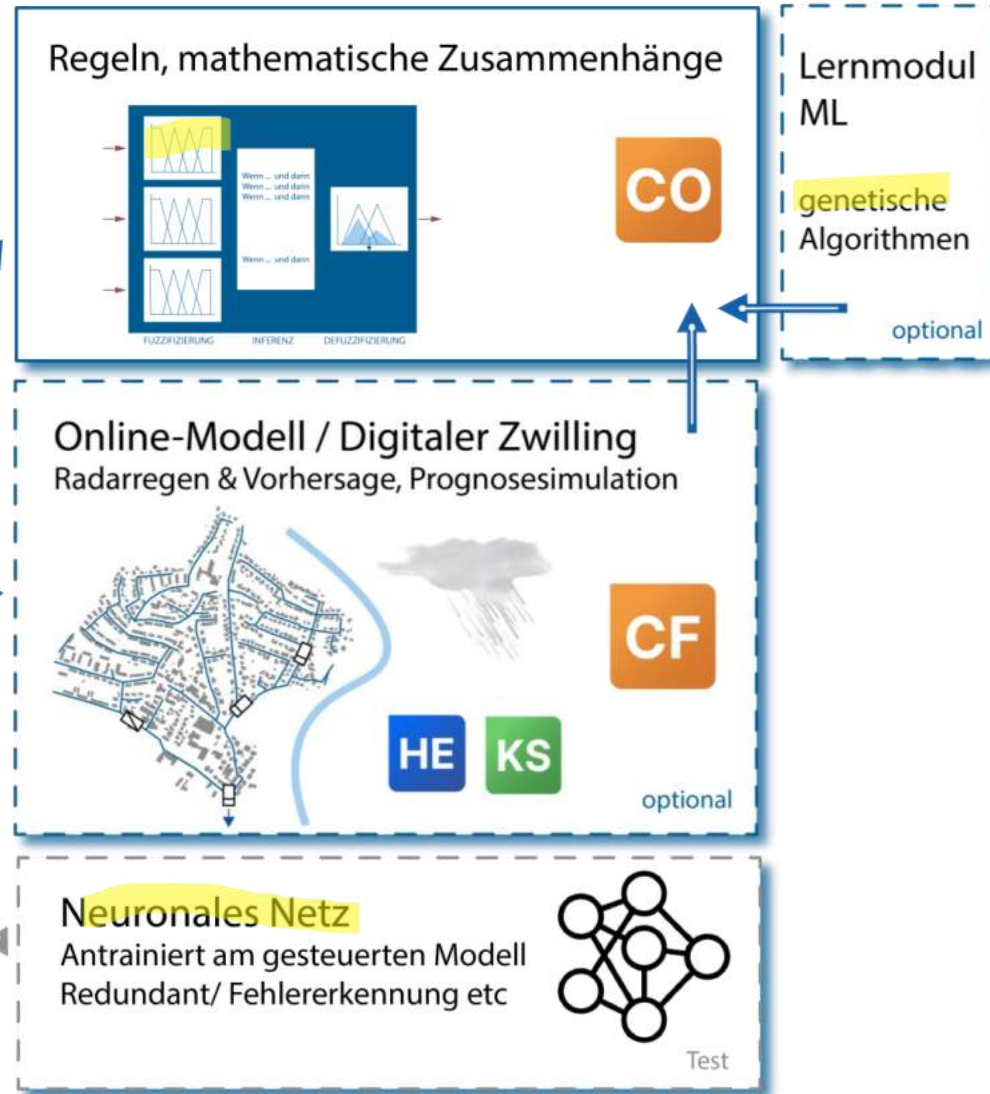 Regeln, mathematische Zusammenhänge
Wenn ... und dann
Wenn ... und dann
Wenn ... und dann
Wenn ... und dann
FUZZIFIZIERUNG
INFERENZ
DEFUZZIFIZIERUNG
CO
Lernmodul
ML
genetische
Algorithmen
optional
Online-Modell / Digitaler Zwilling
Radarregen & Vorhersage, Prognosesimulation
CF
HE
KS
optional
Neuronales Netz
Antrainiert am gesteuerten Modell
Redundant/ Fehlererkennung etc
Test